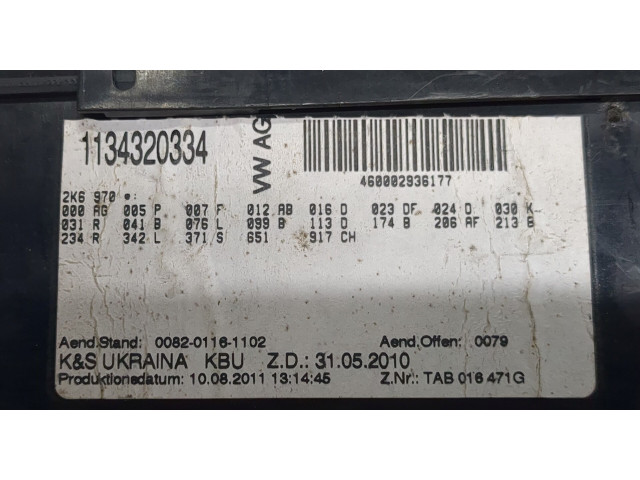 1134320334
VW AG
460002936177
2K6 970 e:
000 AG 005 P 007 F 012 AB 016 D 023 DF 024 D 030 K
031 R 041 B 076 L 099 B 113 D 174 B 206 AF 213 B
234 R 342 L 371 S 651 917 CH
Aend.Stand: 0082-0116-1102 Aend.Offen: 0079
K&S UKRAINA KBU Z.D.: 31.05.2010
Produktionsdatum: 10.08.2011 13:14:45 Z.Nr.: TAB 016 471G